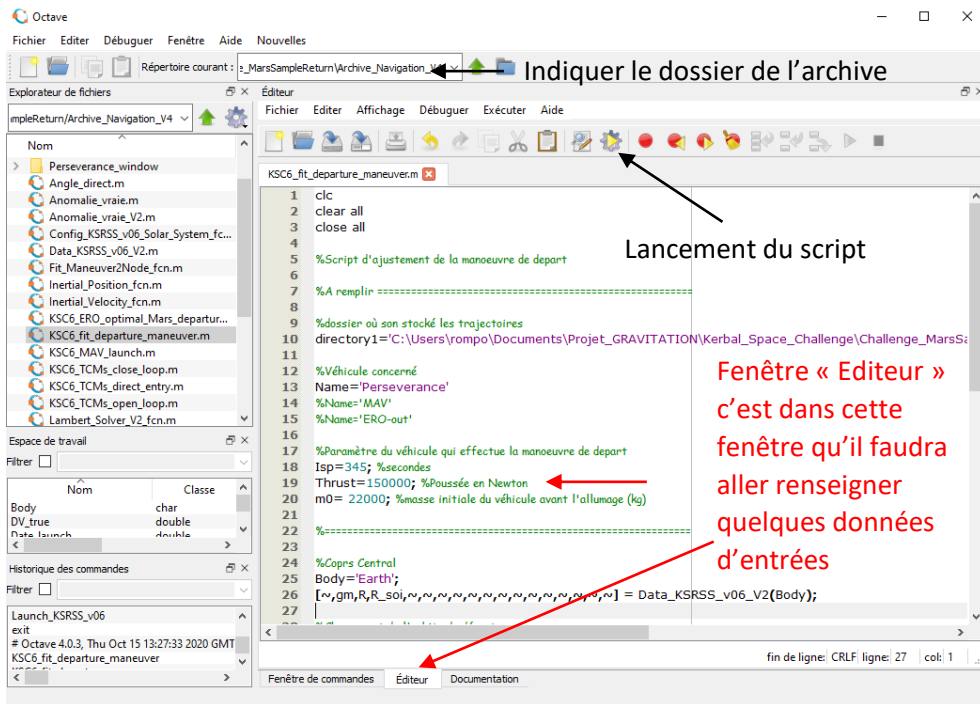 Octave
Fichier Editer Débuguer Fenêtre Aide Nouvelles
Répertoire courant : e_MarsSampleReturn\Archive_Navigation_V4
Indiquer le dossier de l’archive
Explorateur de fichiers
mpleReturn/Archive_Navigation_V4
Nom
Perseverance_window
Angle_direct.m
Anomalie_vraie.m
Anomalie_vraie_V2.m
Config_KSRSS_v06_Solar_System_fc...
Data_KSRSS_v06_V2.m
Fit_Maneuver2Node_fcn.m
Inertial_Position_fcn.m
Inertial_Velocity_fcn.m
KSC6_ERO_optimal_Mars_departur...
KSC6_fit_departure_maneuver.m
KSC6_MAV_launch.m
KSC6_TCMs_close_loop.m
KSC6_TCMs_direct_entry.m
KSC6_TCMs_open_loop.m
Lambert_Solver_V2_fcn.m
Espace de travail
Filtrer
Nom Classe
Body char
DV_true double
Date_launch double
Historique des commandes
Filtrer
Launch_KSRSS_v06
exit
# Octave 4.0.3, Thu Oct 15 13:27:33 2020 GMT
KSC6_fit_departure_maneuver
Éditeur
Fichier Editer Affichage Débuguer Exécuter Aide
KSC6_fit_departure_maneuver.m
1 clc
2 clear all
3 close all
4
5 %Script d'ajustement de la manoeuvre de depart
6
7 %A remplir ======================================================
8
9 %dossier où son stocké les trajectoires
10 directory1='C:\Users\rompo\Documents\Projet_GRAVITATION\Kerbal_Space_Challenge\Challenge_MarsSa
11
12 %Véhicule concerné
13 Name='Perseverance'
14 %Name='MAV'
15 %Name='ERO-out'
16
17 %Paramètre du véhicule qui effectue la manoeuvre de depart
18 Isp=345; %secondes
19 Thrust=150000; %Poussée en Newton
20 m0= 22000; %masse initiale du véhicule avant l'allumage (kg)
21
22 %===============================================================
23
24 %Coprs Central
25 Body='Earth';
26 [~,gm,R,R_soi,~,~,~,~,~,~,~,~,~,~,~,~,~,~] = Data_KSRSS_v06_V2(Body);
27
Lancement du script
Fenêtre « Editeur »
c’est dans cette
fenêtre qu’il faudra
aller renseigner
quelques données
d’entrées
fin de ligne: CRLF ligne: 27 col: 1
Fenêtre de commandes Éditeur Documentation